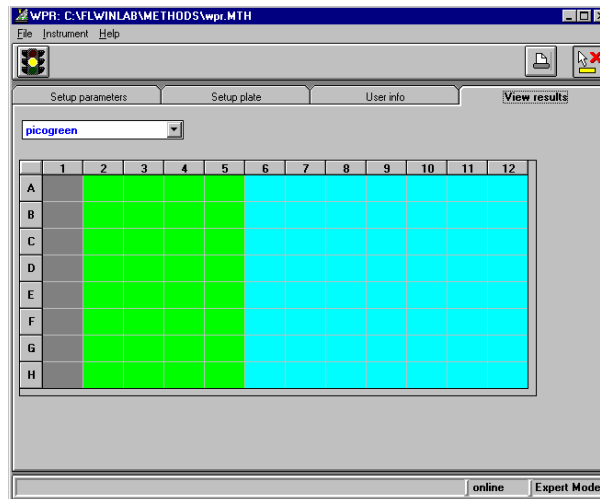 WPR: C:\FLWINLAB\METHODS\wpr.MTH
File Instrument Help
Setup parameters Setup plate User info View results
picogreen
1 2 3 4 5 6 7 8 9 10 11 12
A
B
C
D
E
F
G
H
online Expert Mode